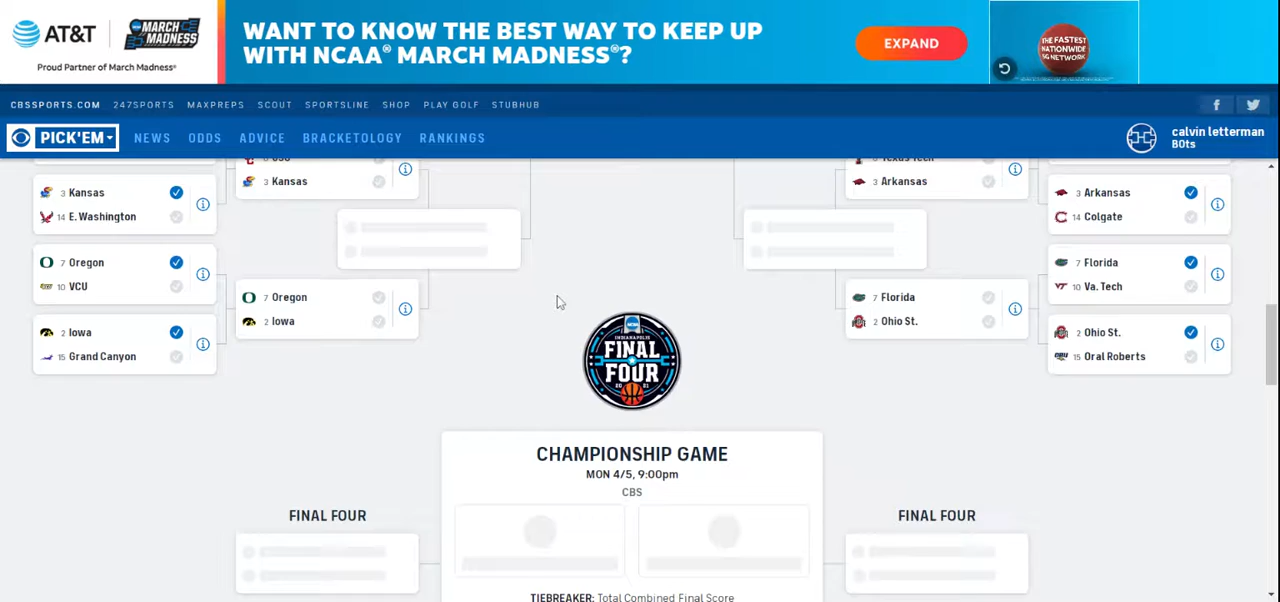 AT&T
MARCH MADNESS
Proud Partner of March Madness®
WANT TO KNOW THE BEST WAY TO KEEP UP
WITH NCAA® MARCH MADNESS®?
EXPAND
THE FASTEST
NATIONWIDE
5G NETWORK
CBSSPORTS.COM 247SPORTS MAXPREPS SCOUT SPORTSLINE SHOP PLAY GOLF STUBHUB
PICK'EM NEWS ODDS ADVICE BRACKETOLOGY RANKINGS
calvin letterman
B0ts
3 Kansas
14 E. Washington
7 Oregon
10 VCU
2 Iowa
15 Grand Canyon
3 Kansas
7 Oregon
2 Iowa
Texas Tech
3 Arkansas
7 Florida
2 Ohio St.
3 Arkansas
14 Colgate
7 Florida
10 Va. Tech
2 Ohio St.
15 Oral Roberts
NCAA
INDIANAPOLIS
FINAL
FOUR
20 21
CHAMPIONSHIP GAME
MON 4/5, 9:00pm
CBS
FINAL FOUR
FINAL FOUR
TIEBREAKER: Total Combined Final Score